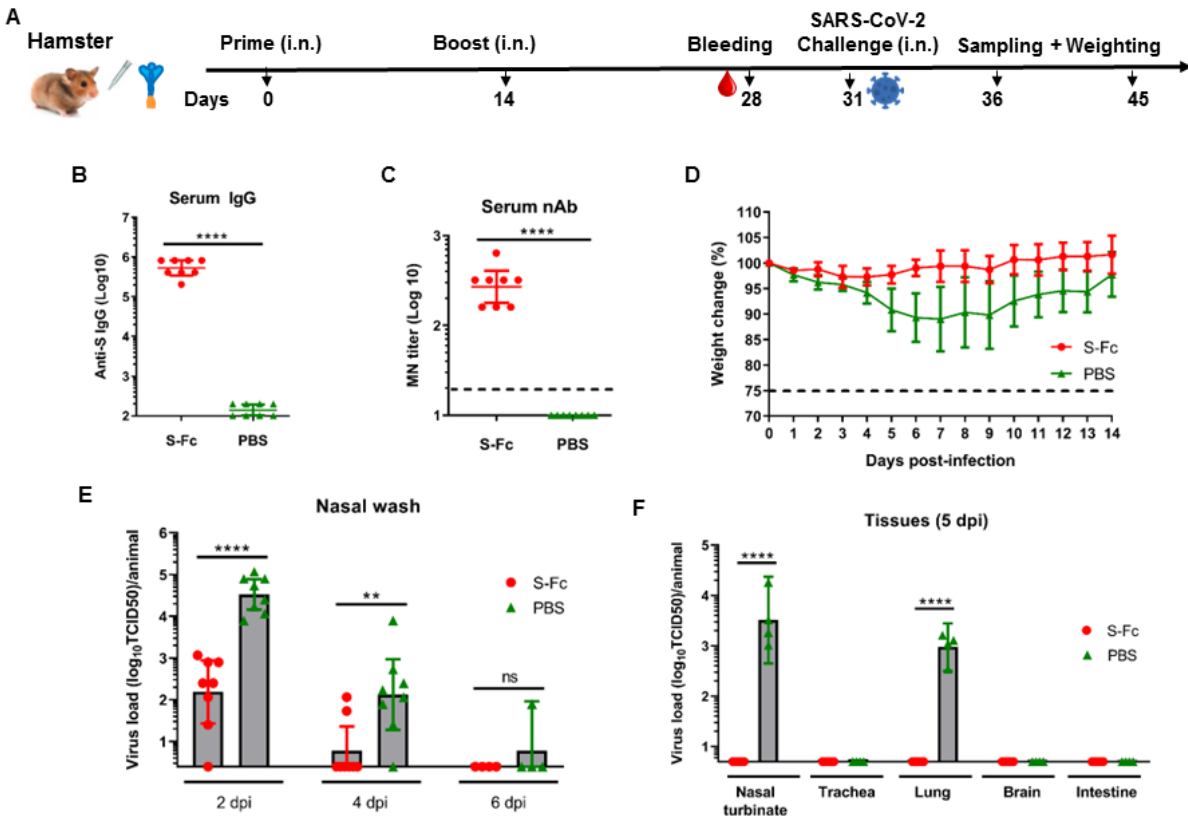 A
Hamster
Prime (i.n.)
Boost (i.n.)
Bleeding
SARS-CoV-2
Challenge (i.n.)
Sampling + Weighting
Days 0 14 28 31 36 45
B
Serum IgG
****
Anti-S IgG (Log10)
7
6
5
4
3
2
S-Fc PBS
C
Serum nAb
****
MN titer (Log 10)
3
2
1
S-Fc PBS
D
Weight change (%)
110
105
100
95
90
85
80
75
70
S-Fc
PBS
0 1 2 3 4 5 6 7 8 9 10 11 12 13 14
Days post-infection
E
Nasal wash
Virus load (log10TCID50)/animal
6
5
4
3
2
1
****
**
ns
S-Fc
PBS
2 dpi 4 dpi 6 dpi
F
Tissues (5 dpi)
Virus load (log10TCID50)/animal
5
4
3
2
1
****
****
S-Fc
PBS
Nasal
turbinate
Trachea
Lung
Brain
Intestine